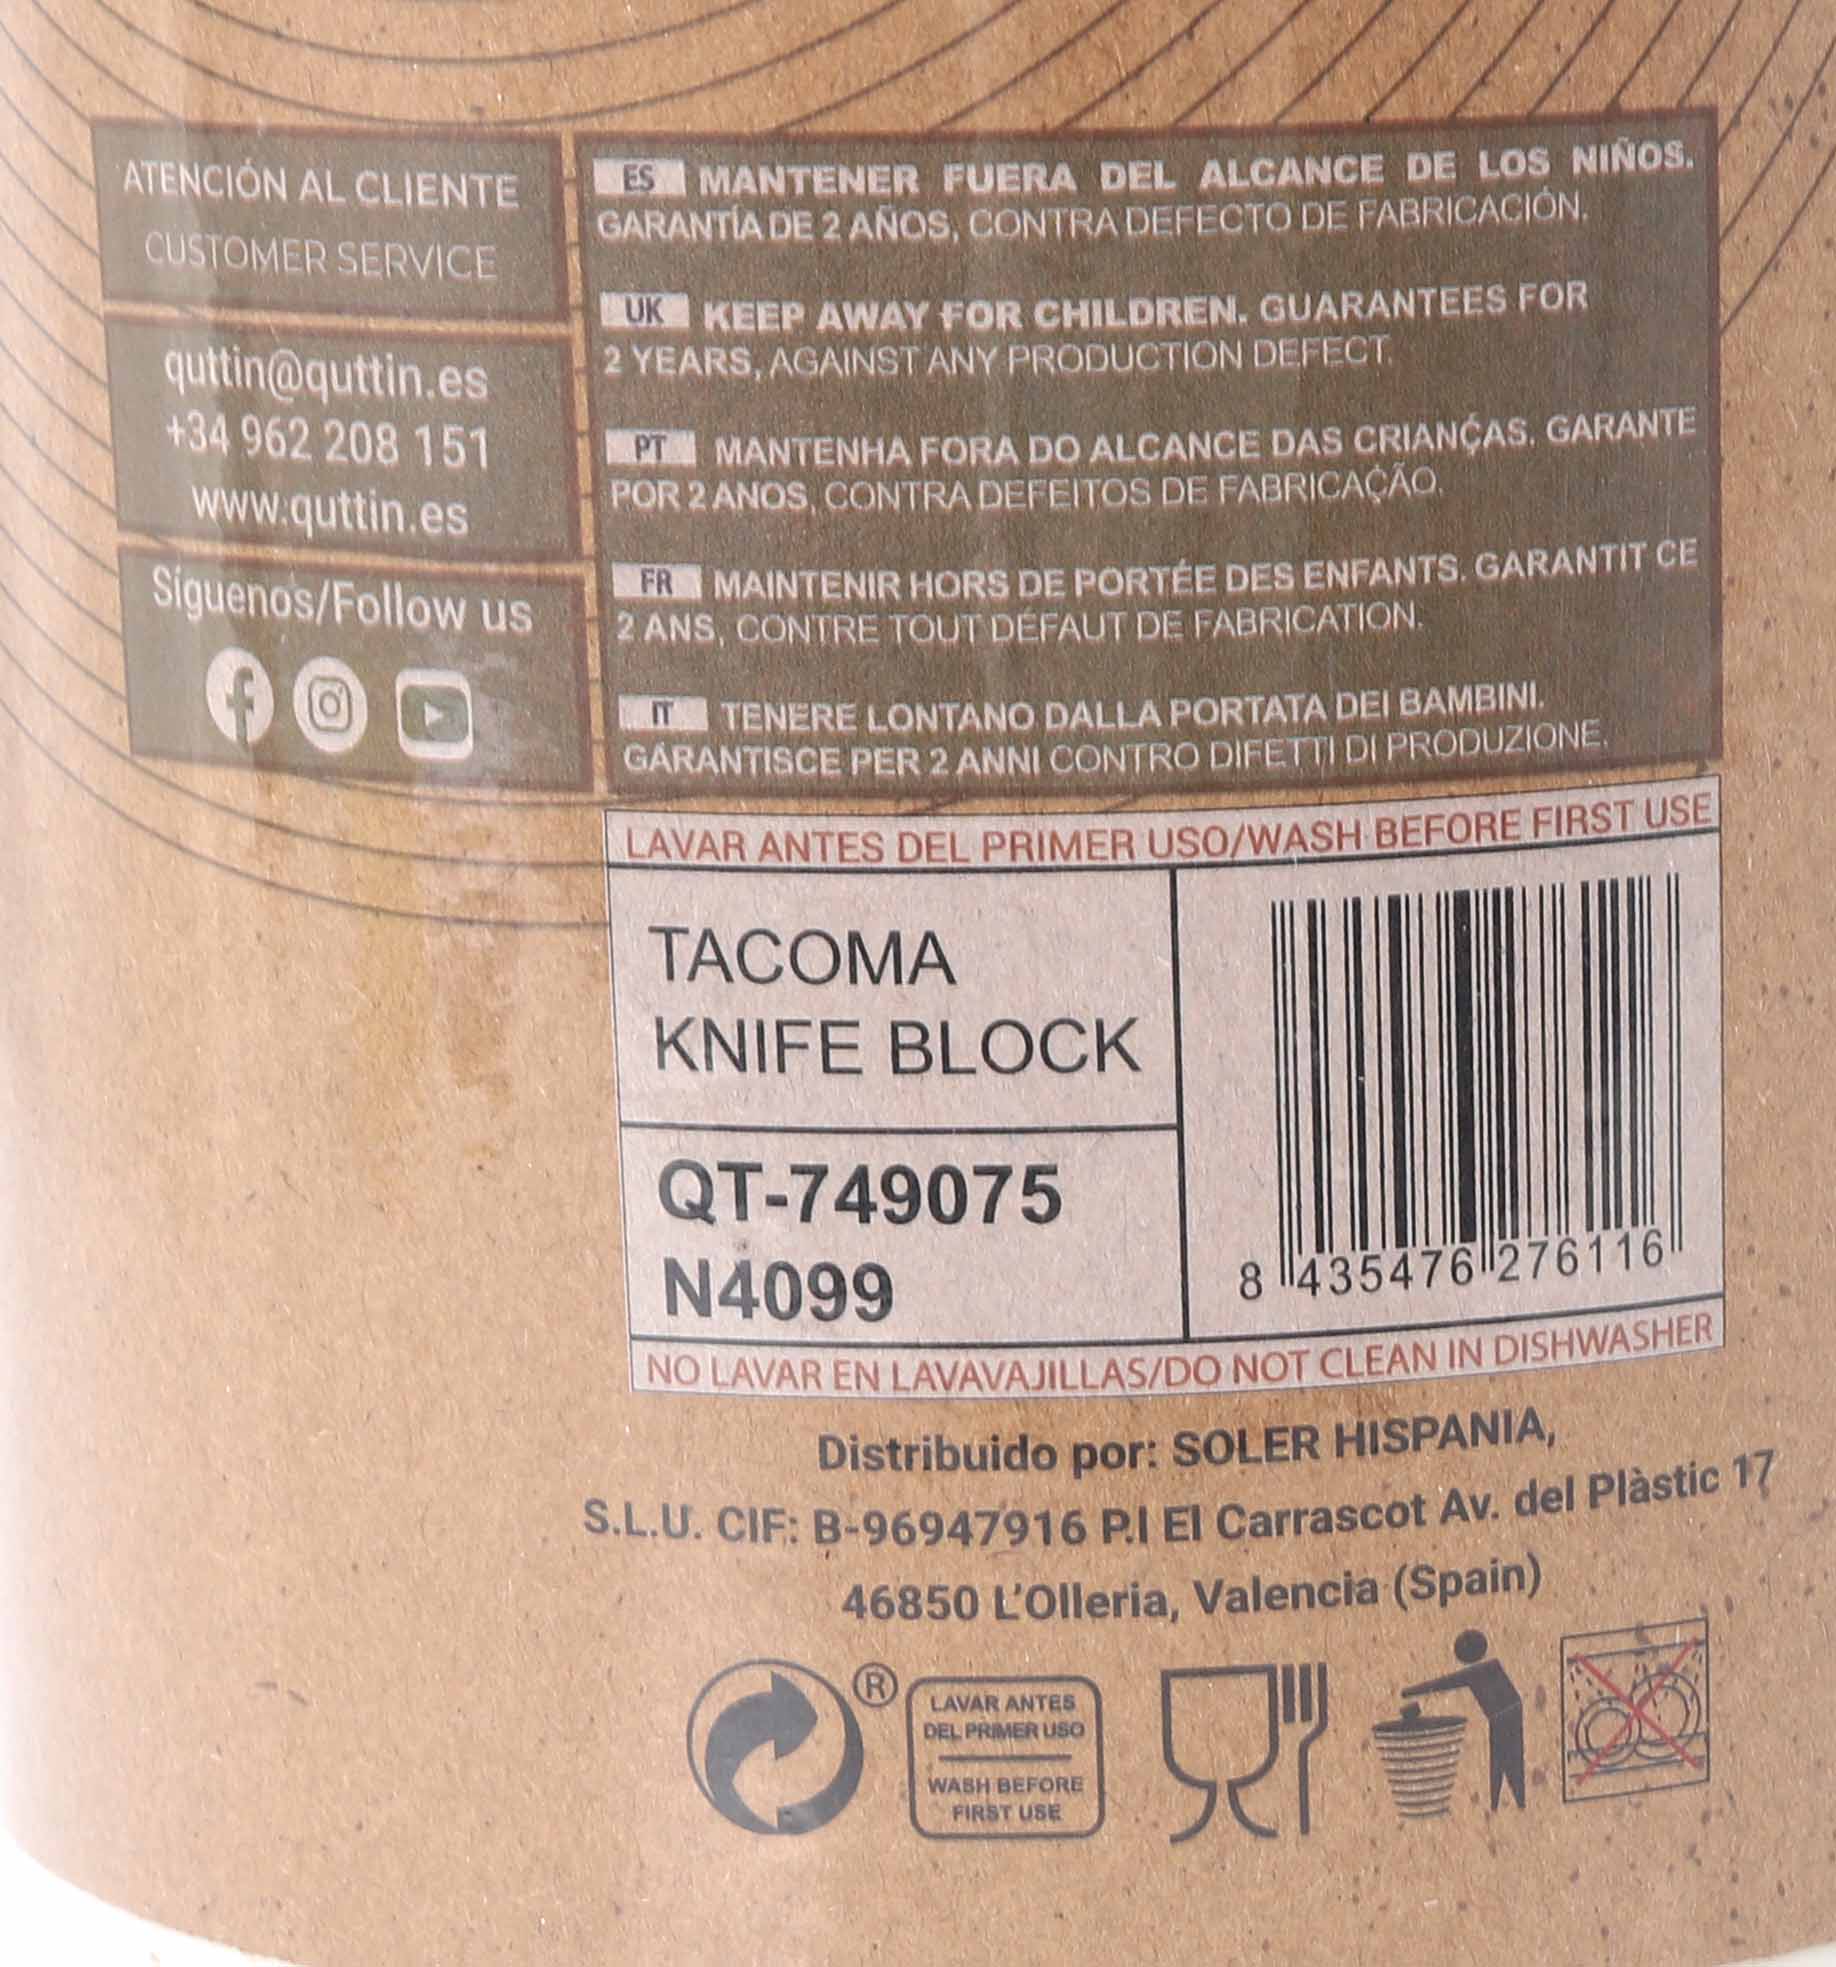 ATENCIÓN AL CLIENTE
CUSTOMER SERVICE
quttin@quttin.es
+34 962 208 151
www.quttin.es
Síguenos/Follow us
ES MANTENER FUERA DEL ALCANCE DE LOS NIÑOS.
GARANTÍA DE 2 AÑOS, CONTRA DEFECTO DE FABRICACIÓN.
UK KEEP AWAY FOR CHILDREN. GUARANTEES FOR
2 YEARS, AGAINST ANY PRODUCTION DEFECT.
PT MANTENHA FORA DO ALCANCE DAS CRIANÇAS. GARANTE
POR 2 ANOS, CONTRA DEFEITOS DE FABRICAÇÃO.
FR MAINTENIR HORS DE PORTÉE DES ENFANTS. GARANTIT CE
2 ANS, CONTRE TOUT DÉFAUT DE FABRICATION.
IT TENERE LONTANO DALLA PORTATA DEI BAMBINI.
GARANTISCE PER 2 ANNI CONTRO DIFETTI DI PRODUZIONE.
LAVAR ANTES DEL PRIMER USO/WASH BEFORE FIRST USE
TACOMA
KNIFE BLOCK
QT-749075
N4099
8 435476 276116
NO LAVAR EN LAVAVAJILLAS/DO NOT CLEAN IN DISHWASHER
Distribuido por: SOLER HISPANIA,
S.L.U. CIF: B-96947916 P.I El Carrascot Av. del Plàstic 17
46850 L'Olleria, Valencia (Spain)
®
LAVAR ANTES
DEL PRIMER USO
WASH BEFORE
FIRST USE